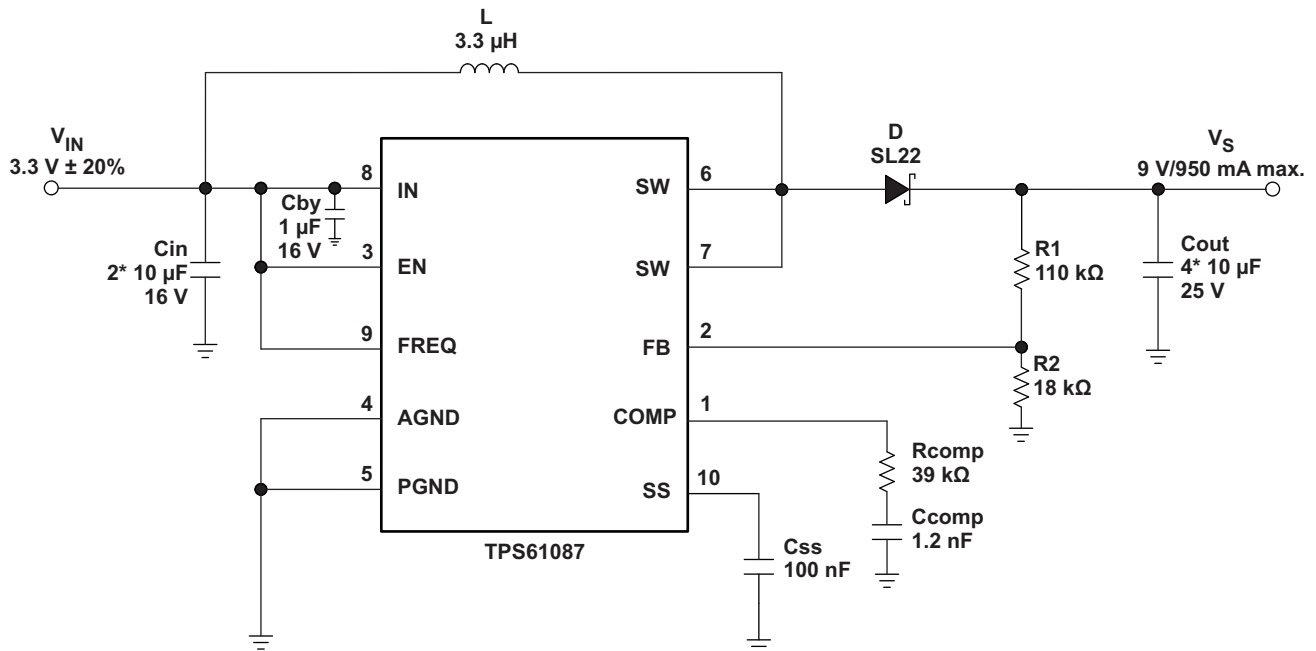 L
3.3 µH
V_IN
3.3 V ± 20%
D
SL22
V_S
9 V/950 mA max.
8
IN
SW
6
Cby
1 µF
16 V
Cin
2* 10 µF
16 V
3
EN
SW
7
R1
110 kΩ
Cout
4* 10 µF
25 V
9
FREQ
FB
2
R2
18 kΩ
4
AGND
COMP
1
Rcomp
39 kΩ
5
PGND
SS
10
Ccomp
1.2 nF
TPS61087
Css
100 nF